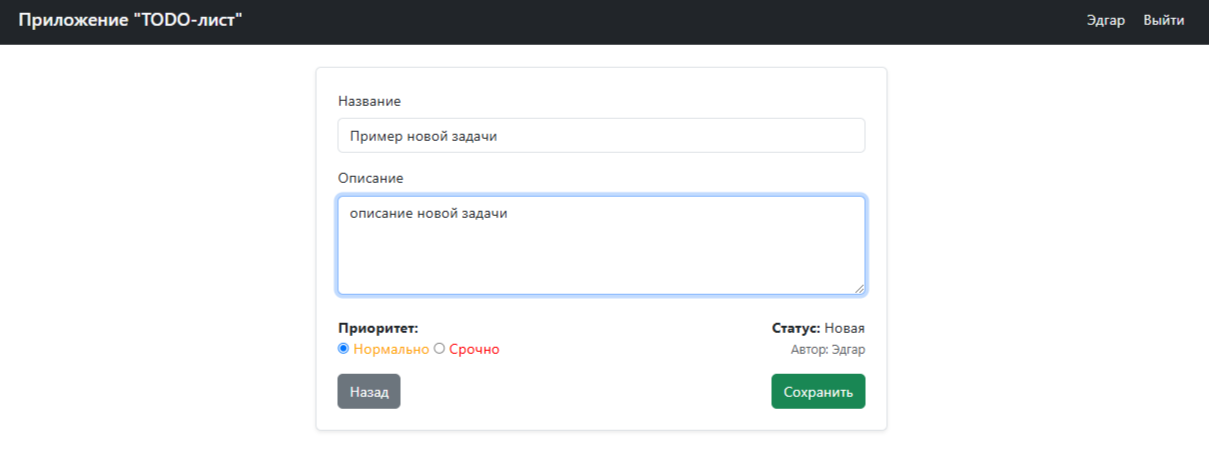 Приложение "TODO-лист"
Эдгар Выйти
Название
Пример новой задачи
Описание
описание новой задачи
Приоритет:
Нормально Срочно
Статус: Новая
Автор: Эдгар
Назад
Сохранить